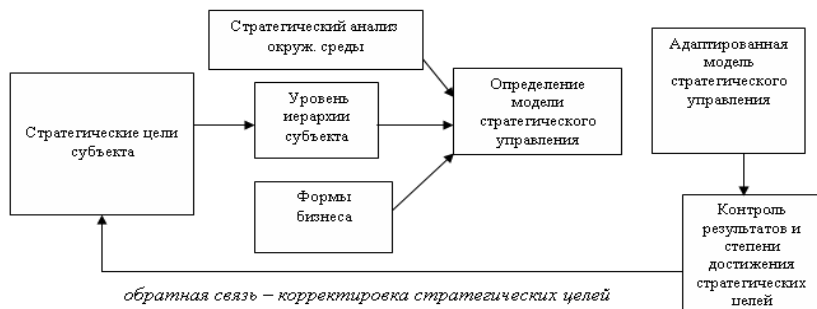 Стратегический анализ
окруж. среды
Адаптированная
модель
стратегического
управления
Стратегические цели
субъекта
Уровень
иерархии
субъекта
Определение
модели
стратегического
управления
Формы
бизнеса
Контроль
результатов и
степени
достижения
стратегических
целей
обратная связь – корректировка стратегических целей